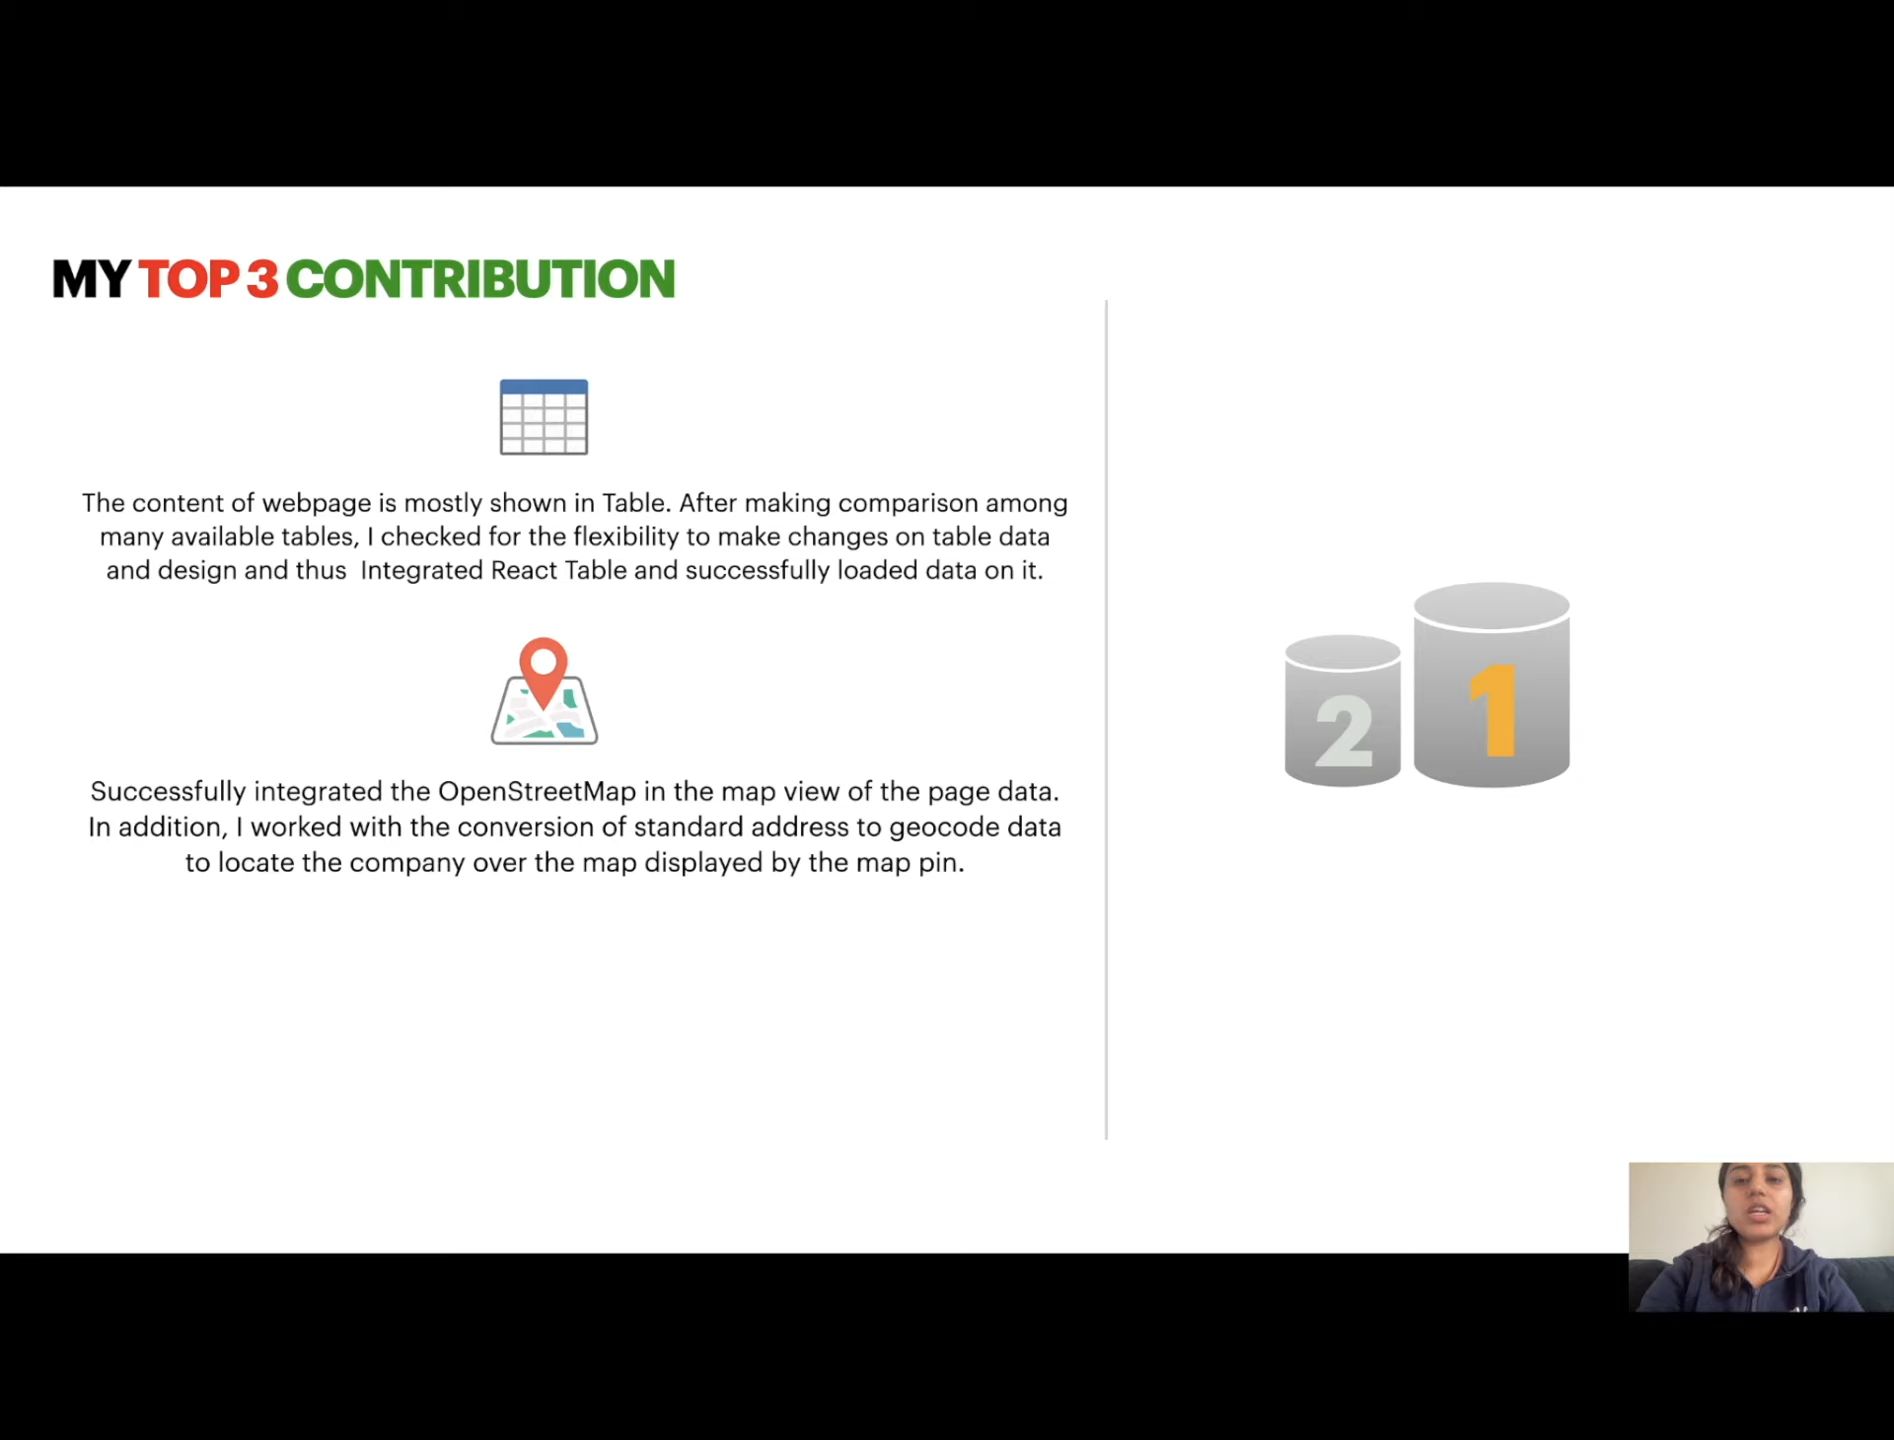 MY TOP 3 CONTRIBUTION
The content of webpage is mostly shown in Table. After making comparison among
many available tables, I checked for the flexibility to make changes on table data
and design and thus  Integrated React Table and successfully loaded data on it.
Successfully integrated the OpenStreetMap in the map view of the page data.
In addition, I worked with the conversion of standard address to geocode data
to locate the company over the map displayed by the map pin.
2
1